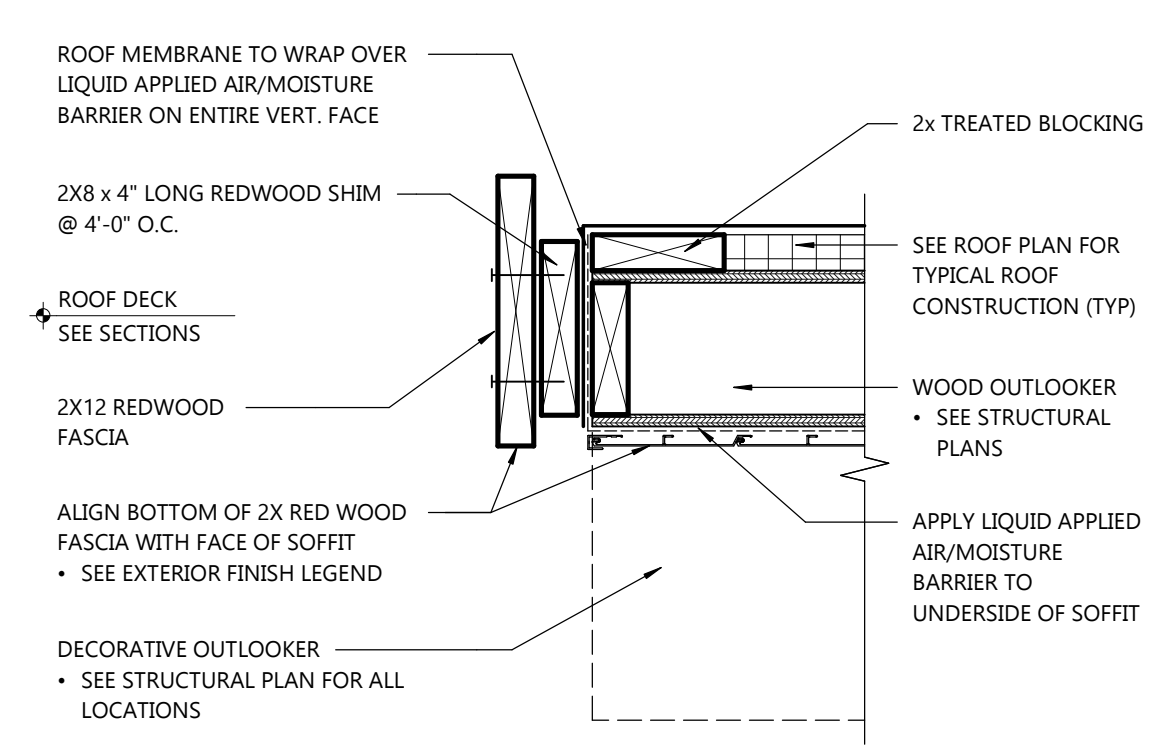 ROOF MEMBRANE TO WRAP OVER
LIQUID APPLIED AIR/MOISTURE
BARRIER ON ENTIRE VERT. FACE
2X8 x 4" LONG REDWOOD SHIM
@ 4'-0" O.C.
ROOF DECK
SEE SECTIONS
2X12 REDWOOD
FASCIA
ALIGN BOTTOM OF 2X RED WOOD
FASCIA WITH FACE OF SOFFIT
• SEE EXTERIOR FINISH LEGEND
DECORATIVE OUTLOOKER
• SEE STRUCTURAL PLAN FOR ALL
LOCATIONS
2x TREATED BLOCKING
SEE ROOF PLAN FOR
TYPICAL ROOF
CONSTRUCTION (TYP)
WOOD OUTLOOKER
• SEE STRUCTURAL
PLANS
APPLY LIQUID APPLIED
AIR/MOISTURE
BARRIER TO
UNDERSIDE OF SOFFIT